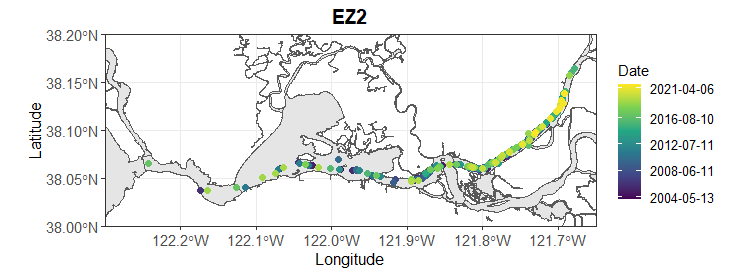 EZ2
38.20°N
38.15°N
38.10°N
38.05°N
38.00°N
Latitude
122.2°W
122.1°W
122.0°W
121.9°W
121.8°W
121.7°W
Longitude
Date
2021-04-06
2016-08-10
2012-07-11
2008-06-11
2004-05-13